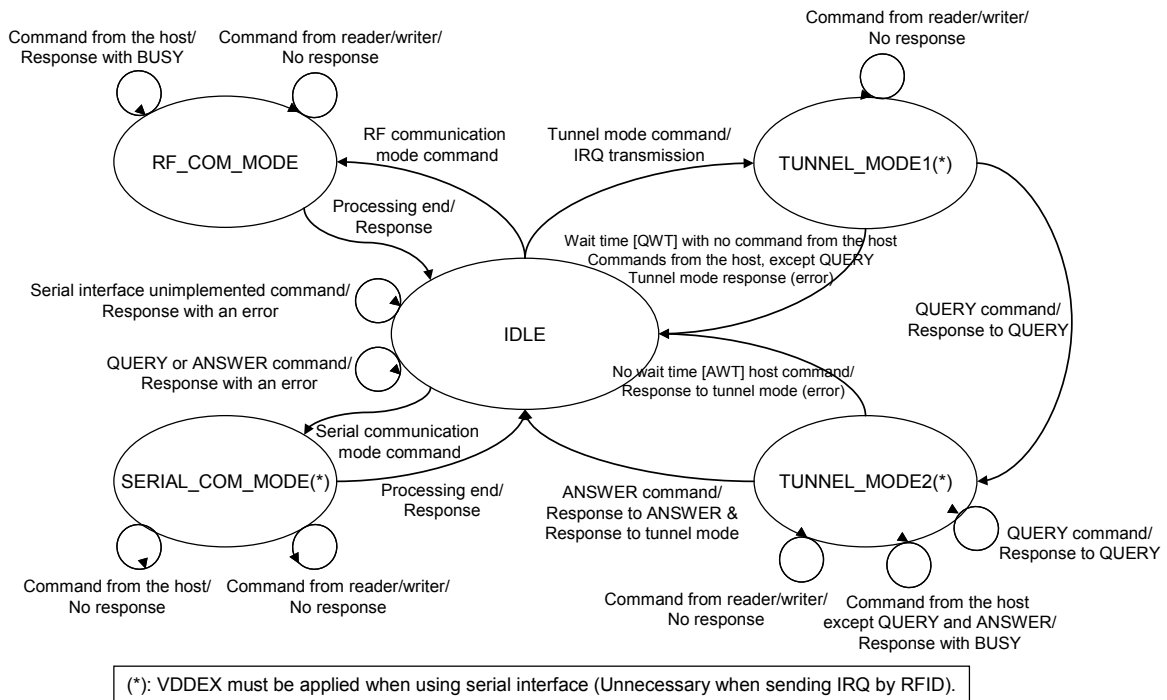 Command from the host/
Response with BUSY
Command from reader/writer/
No response
RF_COM_MODE
RF communication
mode command
Processing end/
Response
Tunnel mode command/
IRQ transmission
Command from reader/writer/
No response
TUNNEL_MODE1(*)
Wait time [QWT] with no command from the host
Commands from the host, except QUERY
Tunnel mode response (error)
QUERY command/
Response to QUERY
Serial interface unimplemented command/
Response with an error
IDLE
QUERY or ANSWER command/
Response with an error
No wait time [AWT] host command/
Response to tunnel mode (error)
Serial communication
mode command
SERIAL_COM_MODE(*)
Processing end/
Response
ANSWER command/
Response to ANSWER &
Response to tunnel mode
TUNNEL_MODE2(*)
QUERY command/
Response to QUERY
Command from the host/
No response
Command from reader/writer/
No response
Command from reader/writer/
No response
Command from the host
except QUERY and ANSWER/
Response with BUSY
(*): VDDEX must be applied when using serial interface (Unnecessary when sending IRQ by RFID).